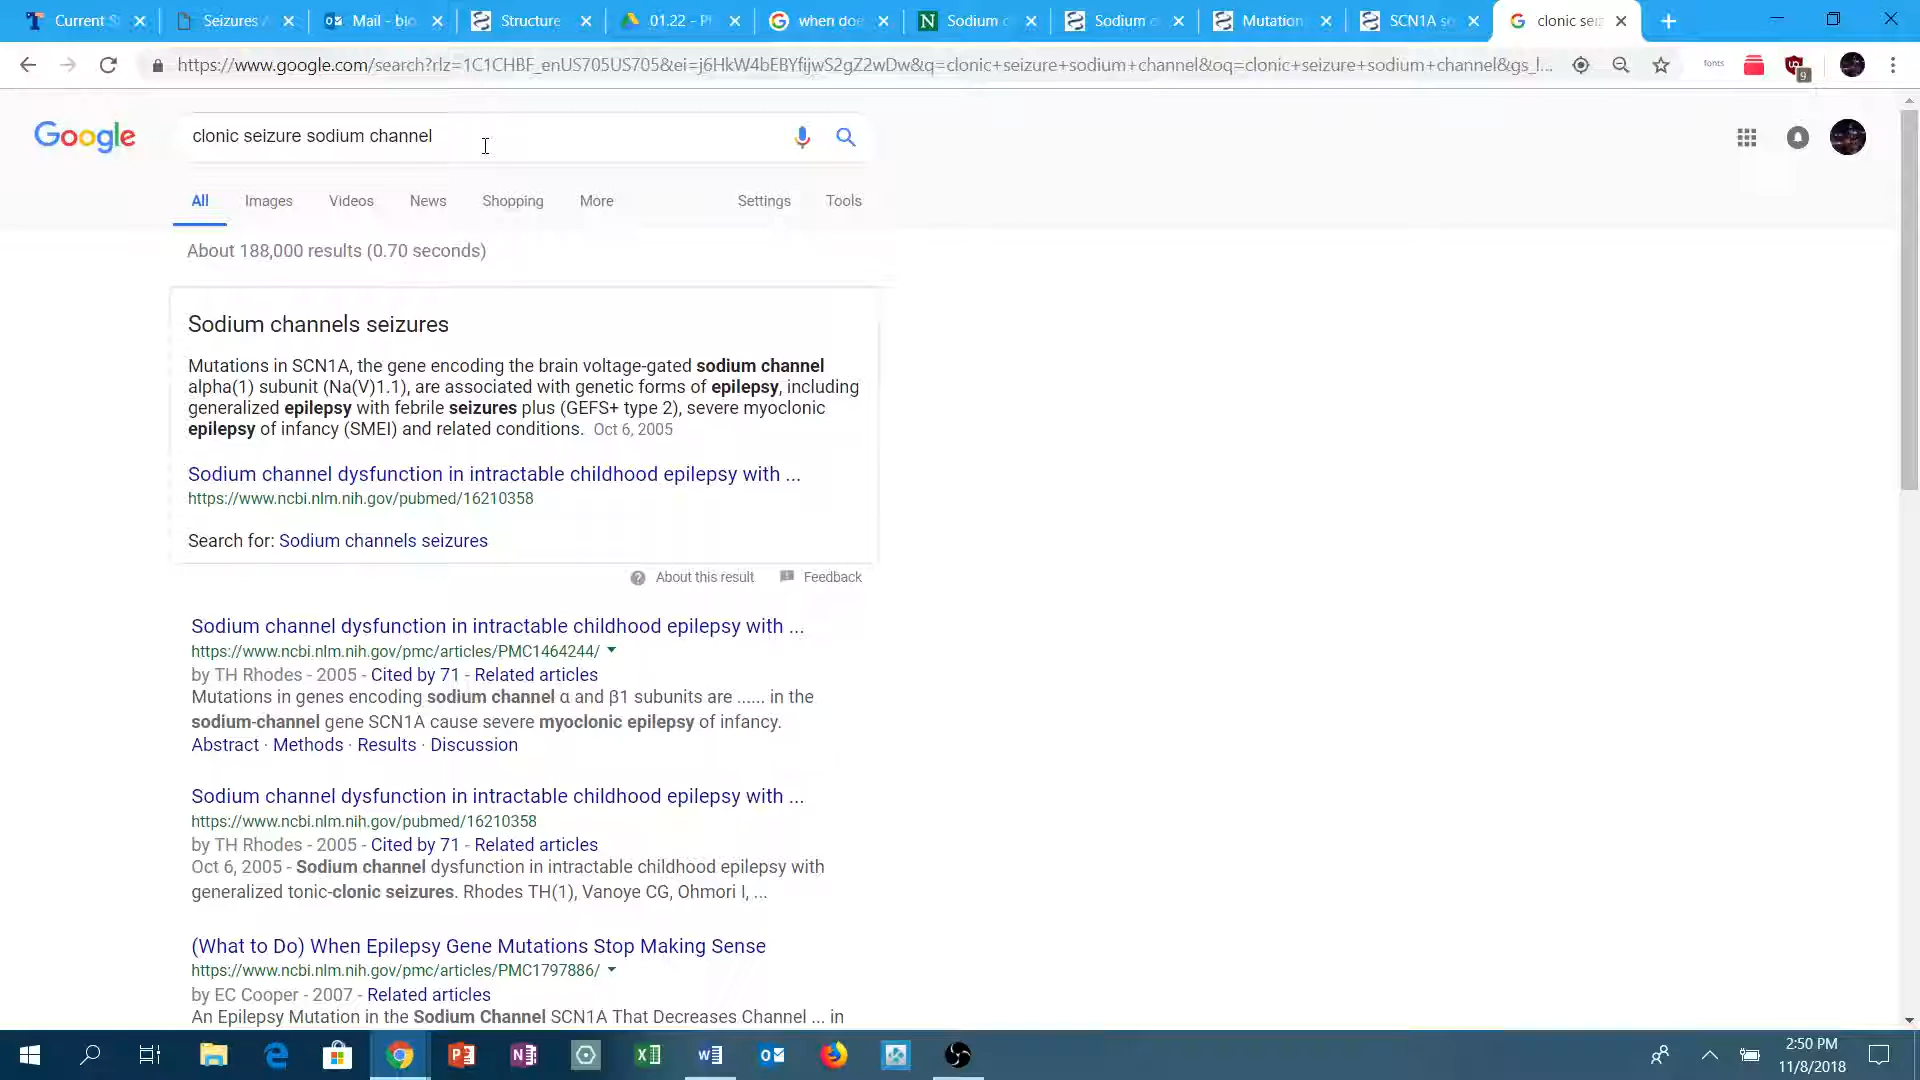 Current S
Seizures A
Mail - blo
Structure
01.22 - P
when doe
Sodium c
Sodium c
Mutation
SCN1A so
clonic sei
https://www.google.com/search?rlz=1C1CHBF_enUS705US705&ei=j6HkW4bEBYfijwS2gZ2wDw&q=clonic+seizure+sodium+channel&oq=clonic+seizure+sodium+channel&gs_l...
fonts
9
Google
clonic seizure sodium channel
All Images Videos News Shopping More Settings Tools
About 188,000 results (0.70 seconds)
Sodium channels seizures
Mutations in SCN1A, the gene encoding the brain voltage-gated sodium channel
alpha(1) subunit (Na(V)1.1), are associated with genetic forms of epilepsy, including
generalized epilepsy with febrile seizures plus (GEFS+ type 2), severe myoclonic
epilepsy of infancy (SMEI) and related conditions. Oct 6, 2005
Sodium channel dysfunction in intractable childhood epilepsy with ...
https://www.ncbi.nlm.nih.gov/pubmed/16210358
Search for: Sodium channels seizures
About this result Feedback
Sodium channel dysfunction in intractable childhood epilepsy with ...
https://www.ncbi.nlm.nih.gov/pmc/articles/PMC1464244/
by TH Rhodes - 2005 - Cited by 71 - Related articles
Mutations in genes encoding sodium channel α and β1 subunits are ...... in the
sodium-channel gene SCN1A cause severe myoclonic epilepsy of infancy.
Abstract · Methods · Results · Discussion
Sodium channel dysfunction in intractable childhood epilepsy with ...
https://www.ncbi.nlm.nih.gov/pubmed/16210358
by TH Rhodes - 2005 - Cited by 71 - Related articles
Oct 6, 2005 - Sodium channel dysfunction in intractable childhood epilepsy with
generalized tonic-clonic seizures. Rhodes TH(1), Vanoye CG, Ohmori I, ...
(What to Do) When Epilepsy Gene Mutations Stop Making Sense
https://www.ncbi.nlm.nih.gov/pmc/articles/PMC1797886/
by EC Cooper - 2007 - Related articles
An Epilepsy Mutation in the Sodium Channel SCN1A That Decreases Channel ... in
2:50 PM
11/8/2018